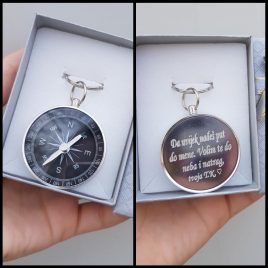 N
E
S
W
Da uvijek nađeš put
do mene. Volim te do
neba i natrag,
tvoja T.K. ♡